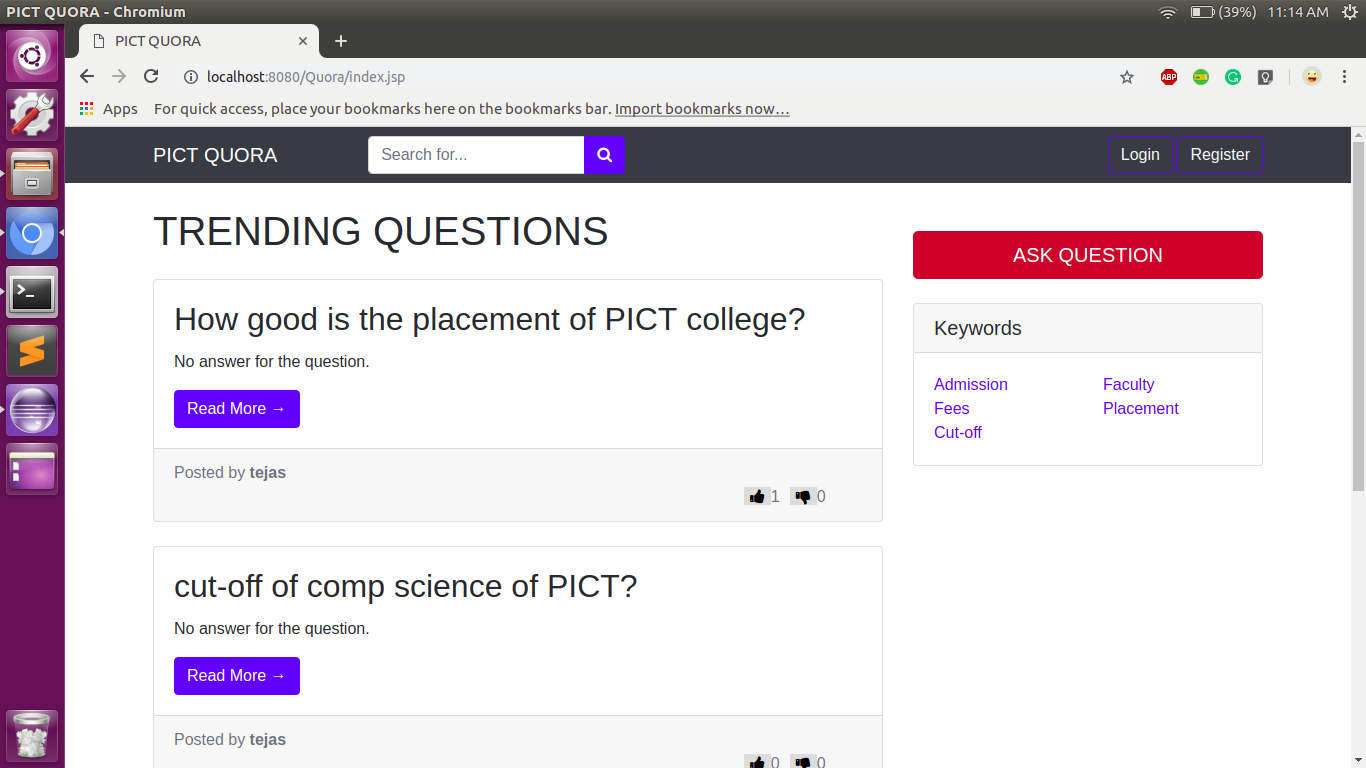 PICT QUORA - Chromium
(39%) 11:14 AM
PICT QUORA
localhost:8080/Quora/index.jsp
ABP
Apps For quick access, place your bookmarks here on the bookmarks bar. Import bookmarks now…
PICT QUORA Search for... Login Register
TRENDING QUESTIONS
ASK QUESTION
How good is the placement of PICT college?
No answer for the question.
Read More →
Posted by tejas
1 0
Keywords
Admission Faculty
Fees Placement
Cut-off
cut-off of comp science of PICT?
No answer for the question.
Read More →
Posted by tejas
0 0